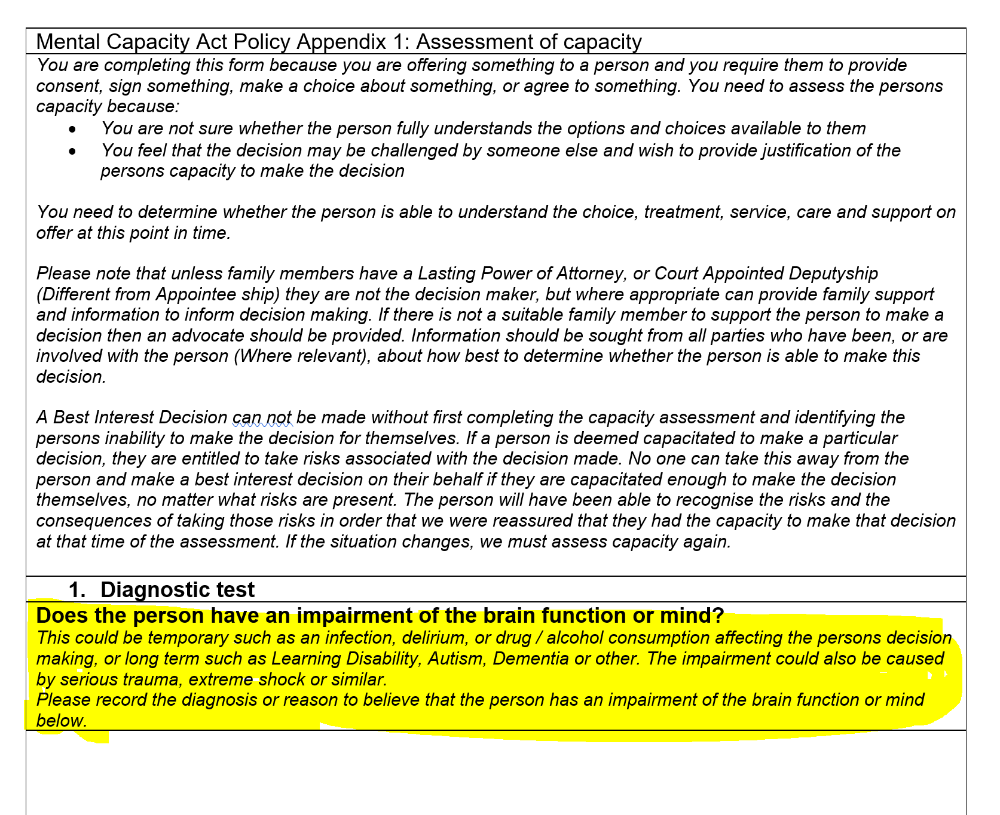 Mental Capacity Act Policy Appendix 1: Assessment of capacity
You are completing this form because you are offering something to a person and you require them to provide
consent, sign something, make a choice about something, or agree to something. You need to assess the persons
capacity because:
• You are not sure whether the person fully understands the options and choices available to them
• You feel that the decision may be challenged by someone else and wish to provide justification of the
persons capacity to make the decision
You need to determine whether the person is able to understand the choice, treatment, service, care and support on
offer at this point in time.
Please note that unless family members have a Lasting Power of Attorney, or Court Appointed Deputyship
(Different from Appointee ship) they are not the decision maker, but where appropriate can provide family support
and information to inform decision making. If there is not a suitable family member to support the person to make a
decision then an advocate should be provided. Information should be sought from all parties who have been, or are
involved with the person (Where relevant), about how best to determine whether the person is able to make this
decision.
A Best Interest Decision can not be made without first completing the capacity assessment and identifying the
persons inability to make the decision for themselves. If a person is deemed capacitated to make a particular
decision, they are entitled to take risks associated with the decision made. No one can take this away from the
person and make a best interest decision on their behalf if they are capacitated enough to make the decision
themselves, no matter what risks are present. The person will have been able to recognise the risks and the
consequences of taking those risks in order that we were reassured that they had the capacity to make that decision
at that time of the assessment. If the situation changes, we must assess capacity again.
1. Diagnostic test
Does the person have an impairment of the brain function or mind?
This could be temporary such as an infection, delirium, or drug / alcohol consumption affecting the persons decision
making, or long term such as Learning Disability, Autism, Dementia or other. The impairment could also be caused
by serious trauma, extreme shock or similar.
Please record the diagnosis or reason to believe that the person has an impairment of the brain function or mind
below.